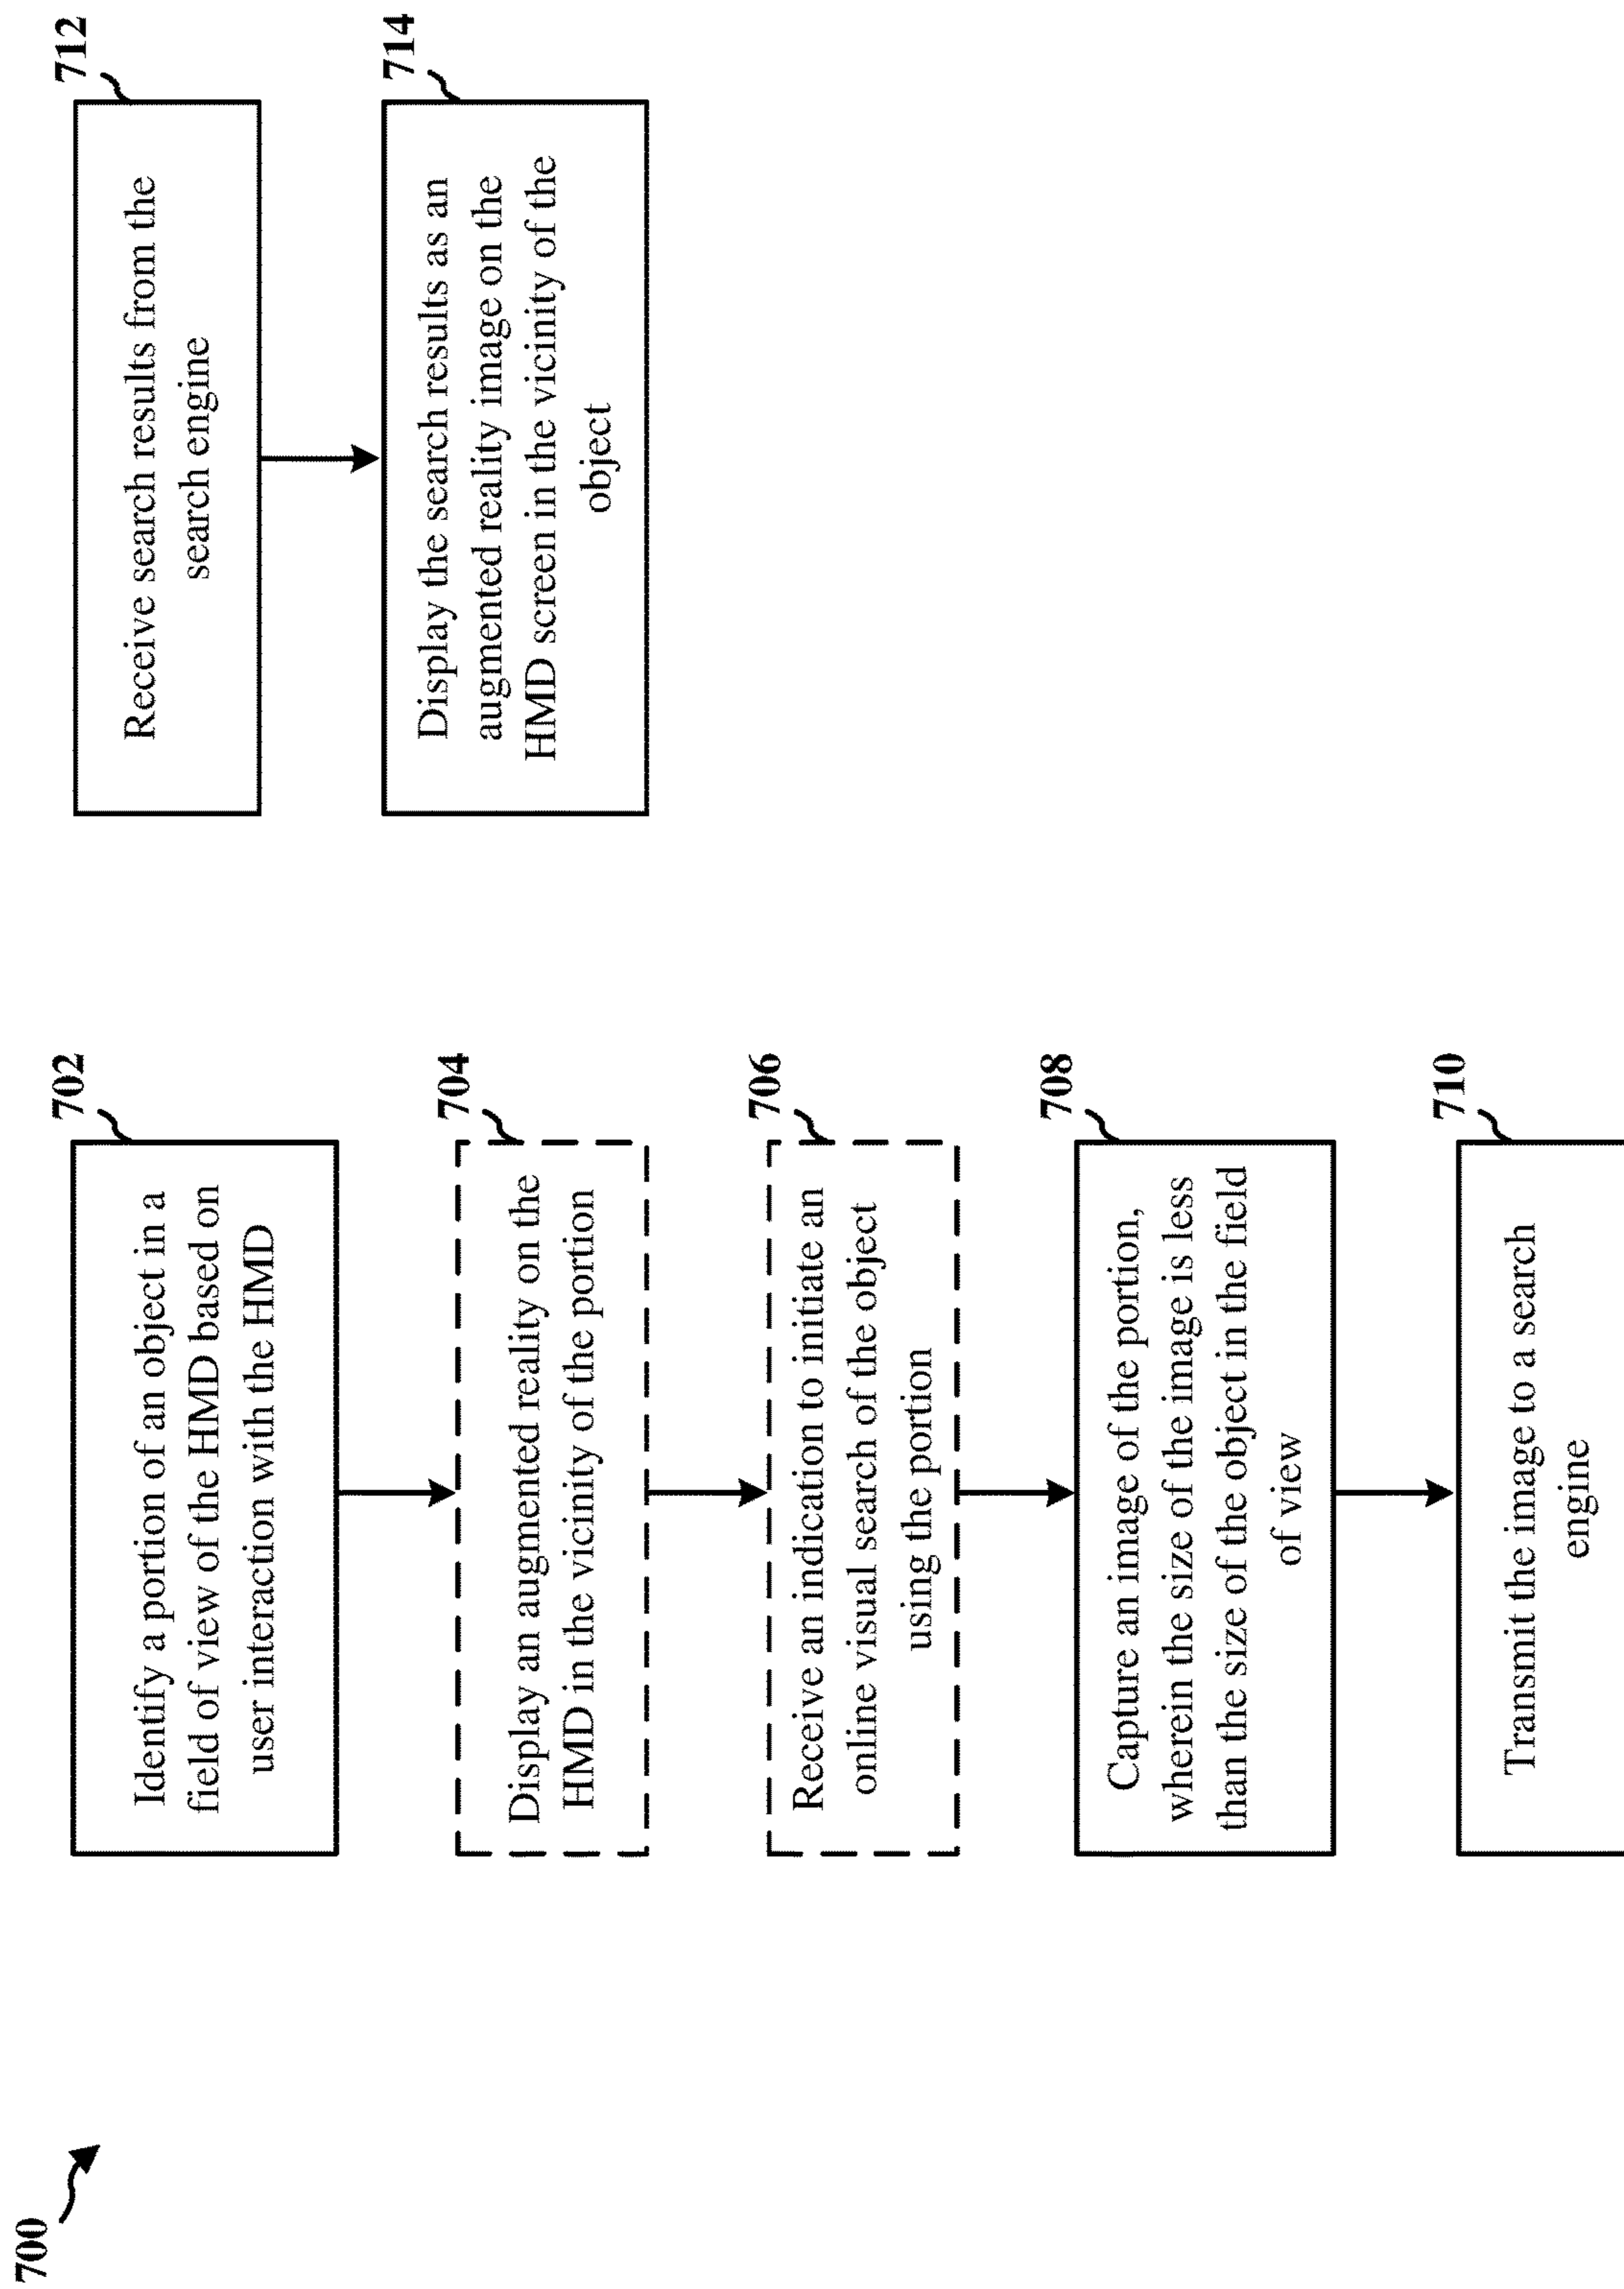 700
702
Identify a portion of an object in a
field of view of the HMD based on
user interaction with the HMD
704
Display an augmented reality on the
HMD in the vicinity of the portion
706
Receive an indication to initiate an
online visual search of the object
using the portion
708
Capture an image of the portion,
wherein the size of the image is less
than the size of the object in the field
of view
710
Transmit the image to a search
engine
712
Receive search results from the
search engine
714
Display the search results as an
augmented reality image on the
HMD screen in the vicinity of the
object